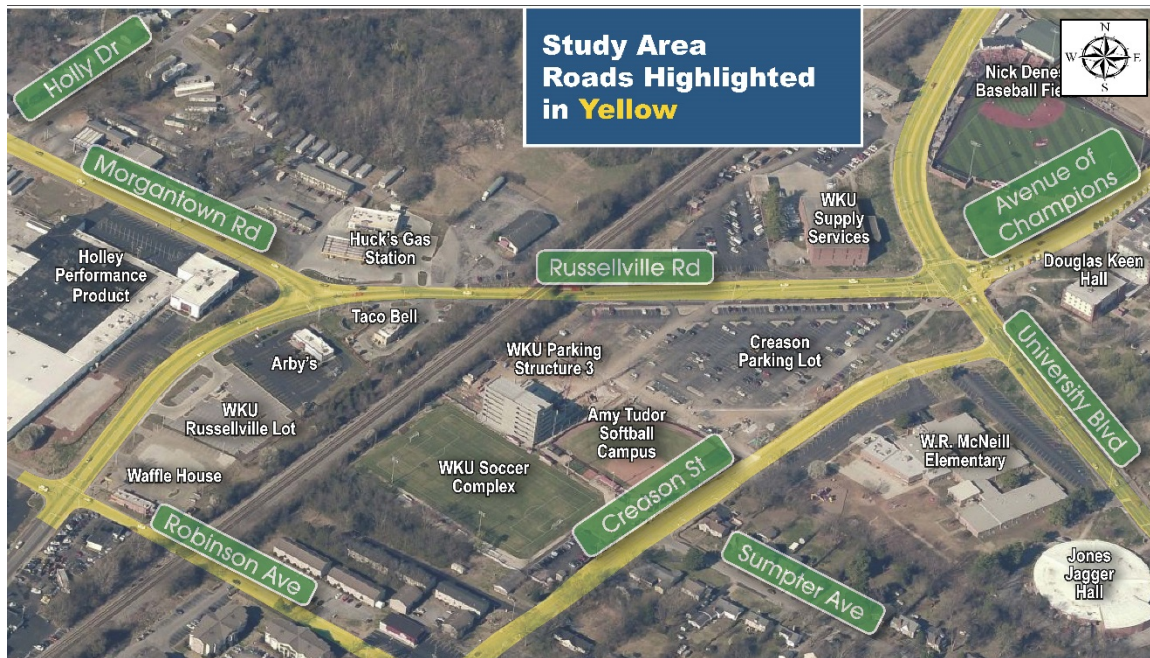 Study Area
Roads Highlighted
in Yellow
N
W
E
S
Holly Dr
Morgantown Rd
Nick Denes
Baseball Fie
Avenue of
Champions
WKU
Supply
Services
Huck's Gas
Station
Russellville Rd
Holley
Performance
Product
Douglas Keen
Hall
Taco Bell
Arby's
WKU Parking
Structure 3
Creason
Parking Lot
University Blvd
WKU
Russellville Lot
Amy Tudor
Softball
Campus
W.R. McNeill
Elementary
Waffle House
WKU Soccer
Complex
Creason St
Robinson Ave
Sumpter Ave
Jones
Jagger
Hall